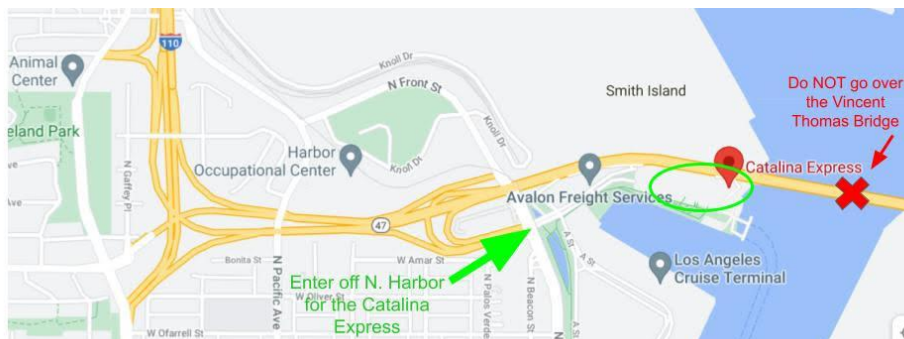 110
Animal
Center
eland Park
Ave
N Gaffey Pl
Knoll Dr
Knoll Dr
N Front St
Harbor
Occupational Center
Knoll Dr
Smith Island
Do NOT go over
the Vincent
Thomas Bridge
Catalina Express
Avalon Freight Services
47
Bonita St
W Amar St
N Pacific Ave
W Oliver St
W Ofarrell St
Enter off N. Harbor
for the Catalina
Express
N Palos Verde
N Beacon St
A St
A St
Los Angeles
Cruise Terminal